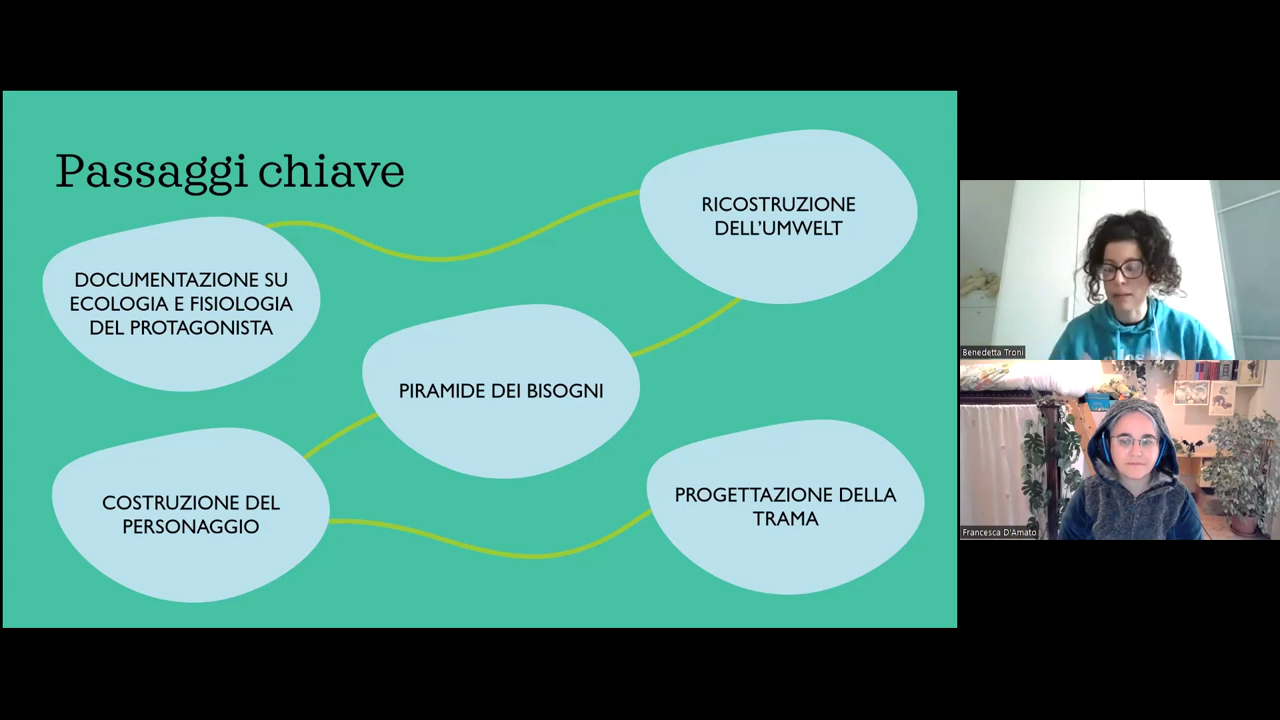 Passaggi chiave
DOCUMENTAZIONE SU
ECOLOGIA E FISIOLOGIA
DEL PROTAGONISTA
RICOSTRUZIONE
DELL'UMWELT
PIRAMIDE DEI BISOGNI
COSTRUZIONE DEL
PERSONAGGIO
PROGETTAZIONE DELLA
TRAMA
Benedetta Troni
Francesca D'Amato